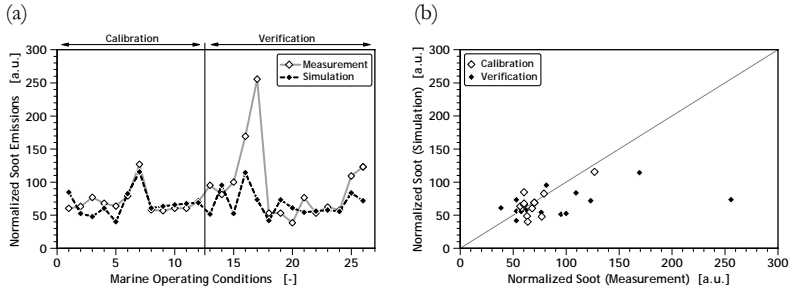 (a)
Calibration Verification
Normalized Soot Emissions [a.u.]
300
250
200
150
100
50
0
Measurement
Simulation
0 5 10 15 20 25
Marine Operating Conditions [-]
(b)
Normalized Soot (Simulation) [a.u.]
300
250
200
150
100
50
0
Calibration
Verification
0 50 100 150 200 250 300
Normalized Soot (Measurement) [a.u.]